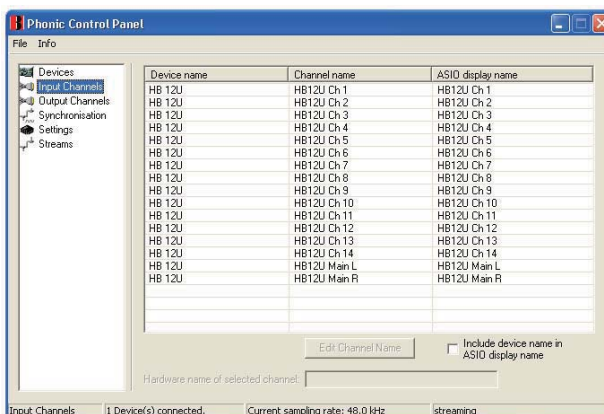 Phonic Control Panel
File Info
Devices
Input Channels
Output Channels
Synchronisation
Settings
Streams
Device name Channel name ASIO display name
HB 12U HB12U Ch 1 HB12U Ch 1
HB 12U HB12U Ch 2 HB12U Ch 2
HB 12U HB12U Ch 3 HB12U Ch 3
HB 12U HB12U Ch 4 HB12U Ch 4
HB 12U HB12U Ch 5 HB12U Ch 5
HB 12U HB12U Ch 6 HB12U Ch 6
HB 12U HB12U Ch 7 HB12U Ch 7
HB 12U HB12U Ch 8 HB12U Ch 8
HB 12U HB12U Ch 9 HB12U Ch 9
HB 12U HB12U Ch 10 HB12U Ch 10
HB 12U HB12U Ch 11 HB12U Ch 11
HB 12U HB12U Ch 12 HB12U Ch 12
HB 12U HB12U Ch 13 HB12U Ch 13
HB 12U HB12U Ch 14 HB12U Ch 14
HB 12U HB12U Main L HB12U Main L
HB 12U HB12U Main R HB12U Main R
Edit Channel Name
Include device name in
ASIO display name
Hardware name of selected channel:
Input Channels 1 Device(s) connected. Current sampling rate: 48.0 kHz streaming